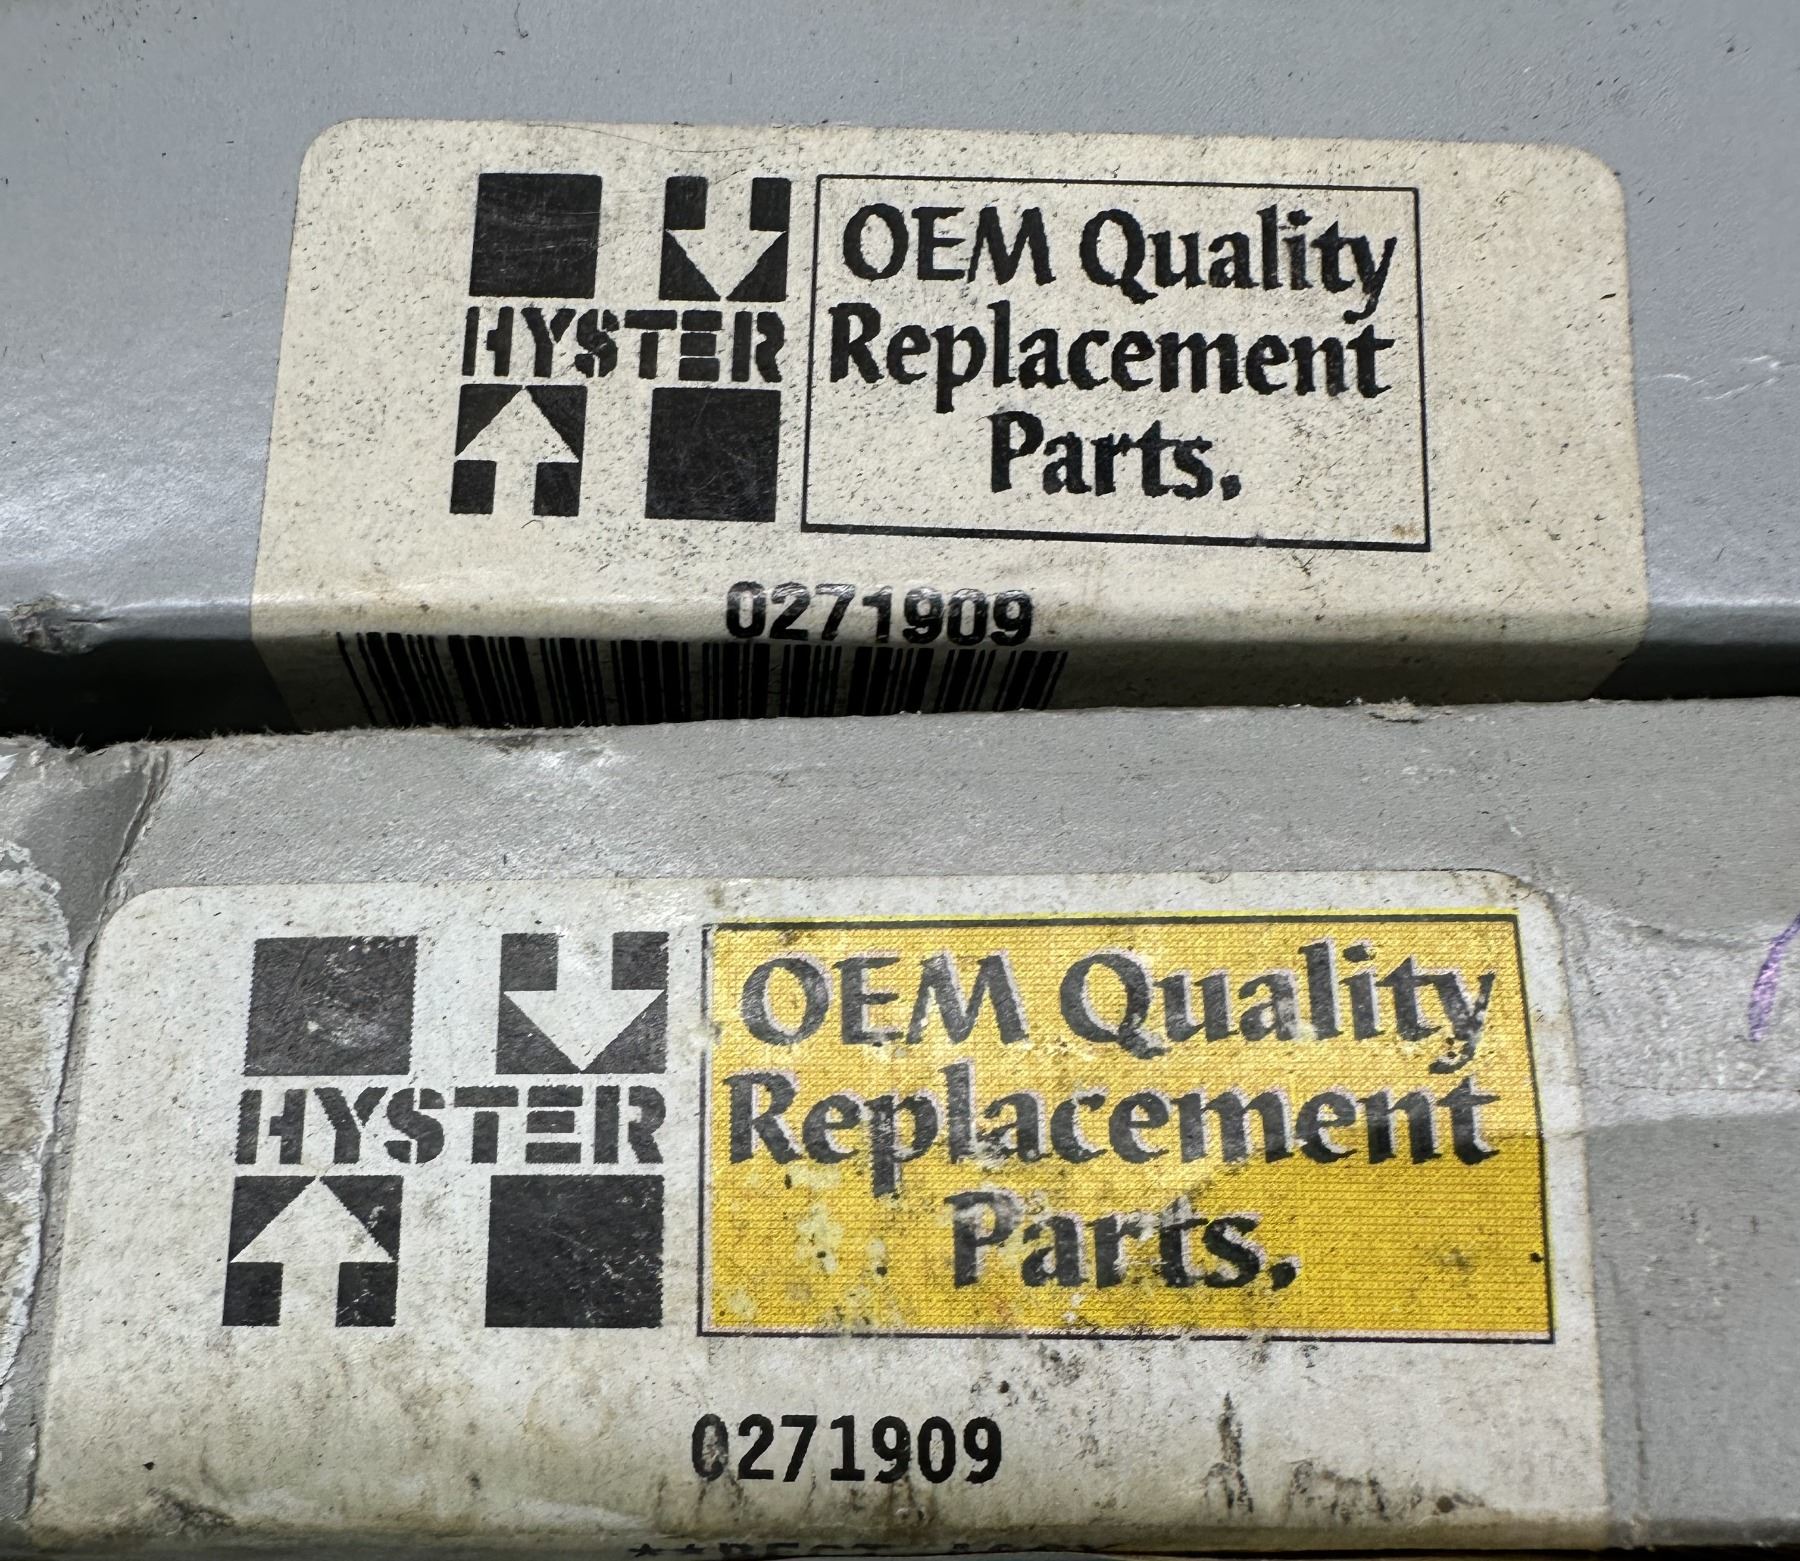 HYSTER
OEM Quality
Replacement
Parts.
0271909
HYSTER
OEM Quality
Replacement
Parts.
0271909